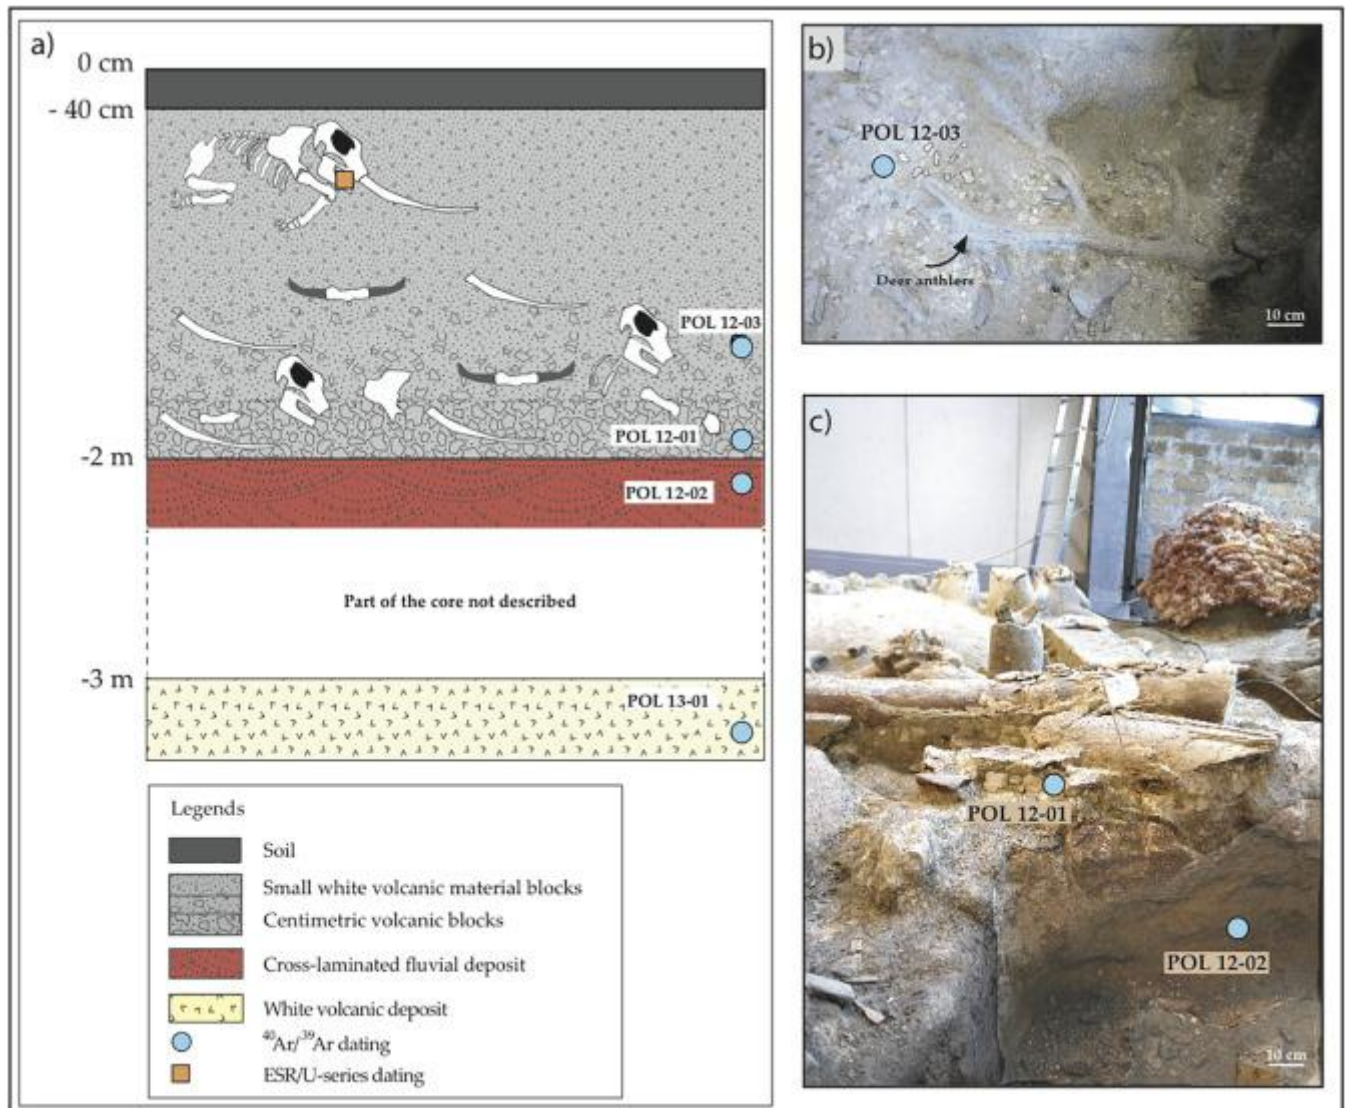 a)
0 cm
- 40 cm
POL 12-03
POL 12-01
-2 m
POL 12-02
Part of the core not described
-3 m
POL 13-01
Legends
Soil
Small white volcanic material blocks
Centimetric volcanic blocks
Cross-laminated fluvial deposit
White volcanic deposit
⁴⁰Ar/³⁹Ar dating
ESR/U-series dating
b)
POL 12-03
Deer anthlers
10 cm
c)
POL 12-01
POL 12-02
10 cm